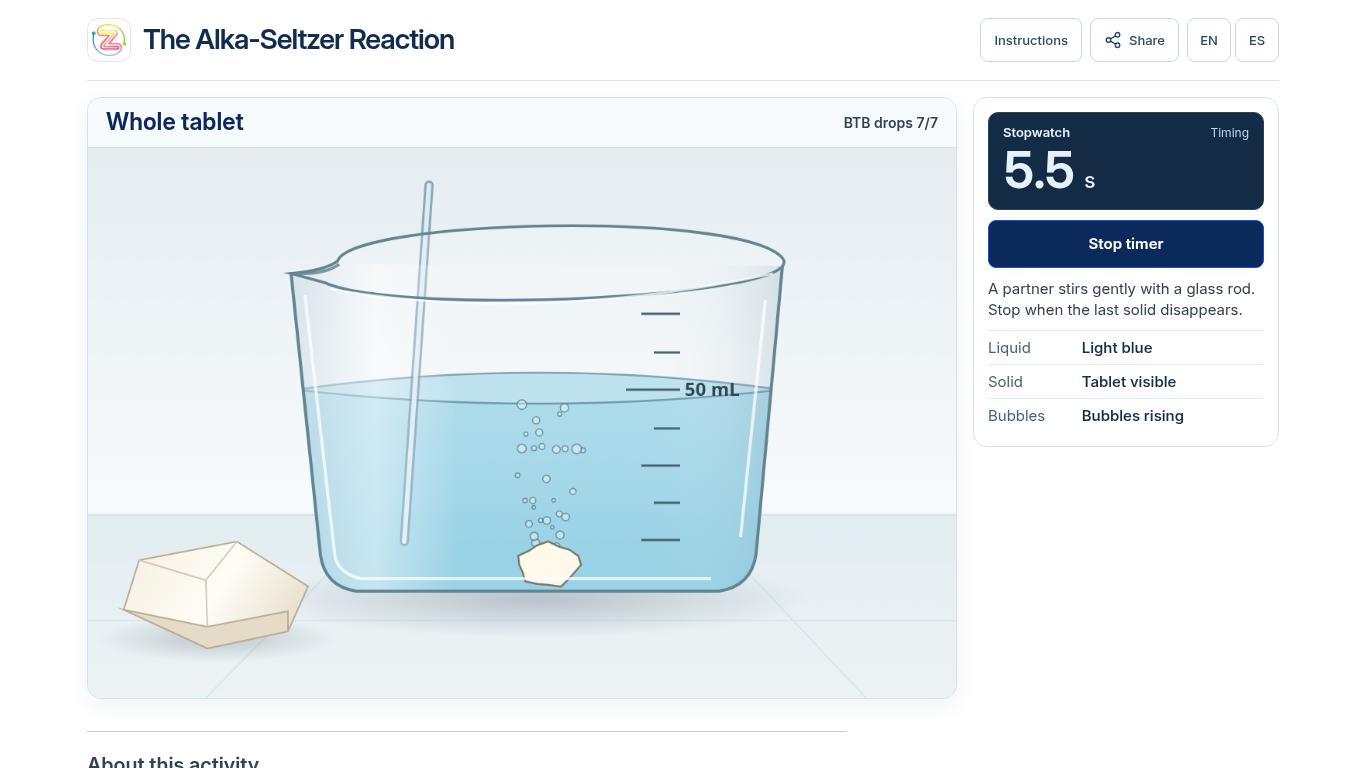 The Alka-Seltzer Reaction
Instructions
Share
EN
ES
Whole tablet
BTB drops 7/7
50 mL
Stopwatch
Timing
5.5 s
Stop timer
A partner stirs gently with a glass rod.
Stop when the last solid disappears.
Liquid Light blue
Solid Tablet visible
Bubbles Bubbles rising
About this activity